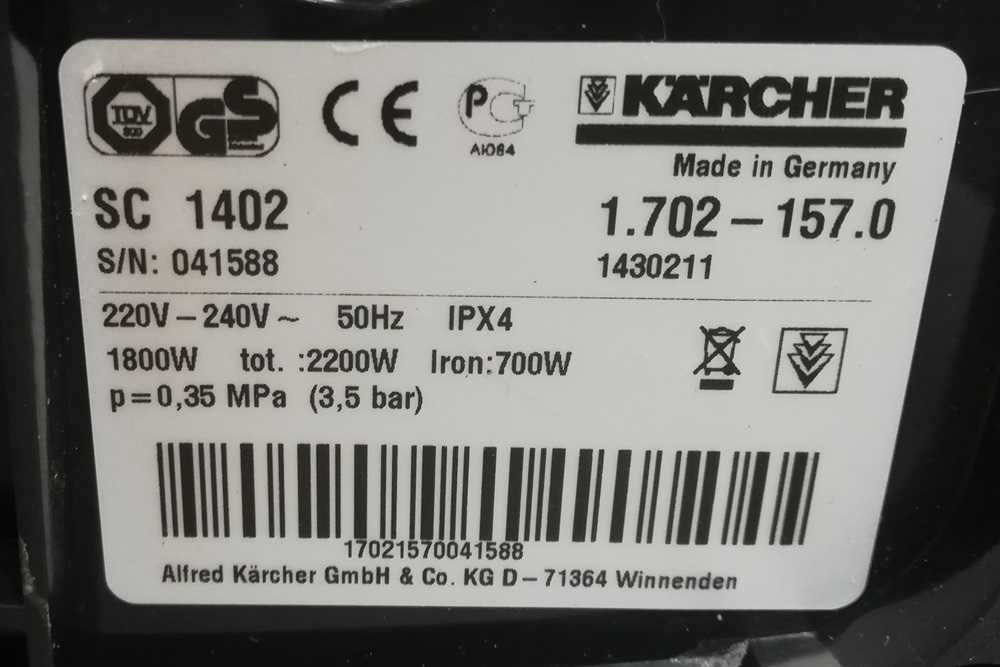 TÜV GS CE PG KÄRCHER
AIO84
Made in Germany
SC 1402 1.702–157.0
S/N: 041588 1430211
220V–240V~ 50Hz IPX4
1800W tot. :2200W Iron:700W
p=0,35 MPa (3,5 bar)
17021570041588
Alfred Kärcher GmbH & Co. KG D–71364 Winnenden